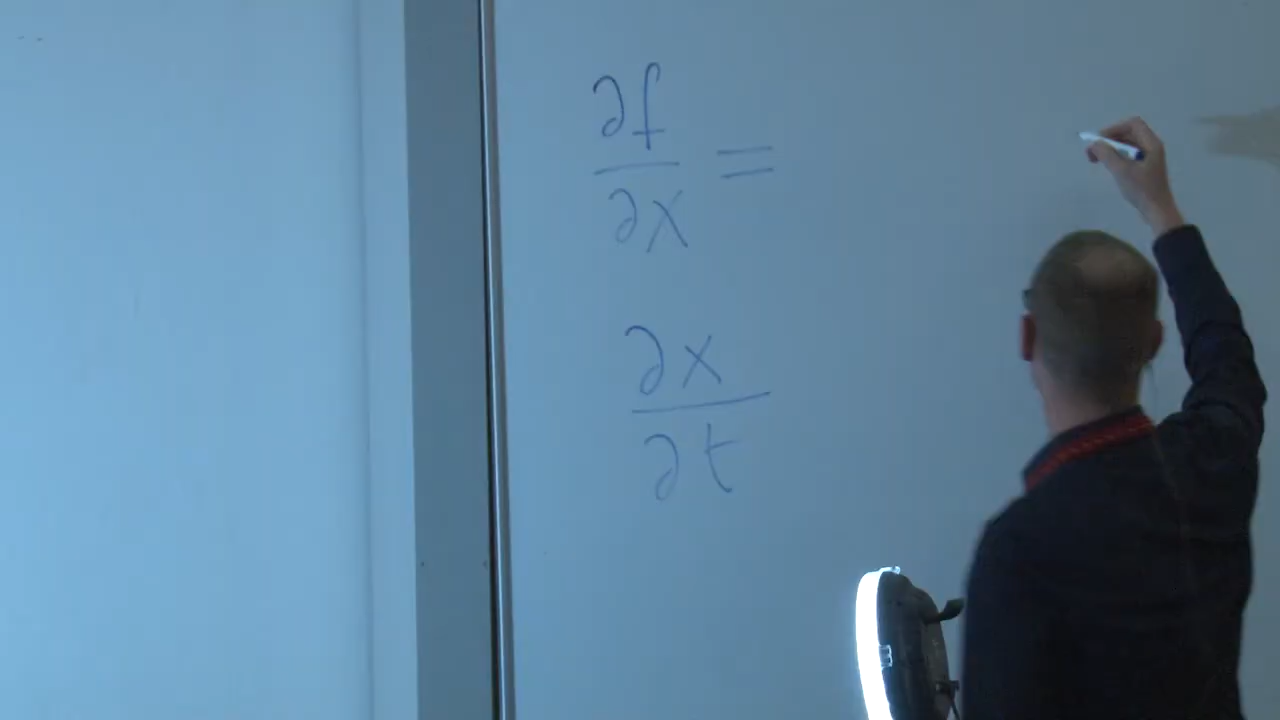 ∂f/∂x =
∂x/∂t